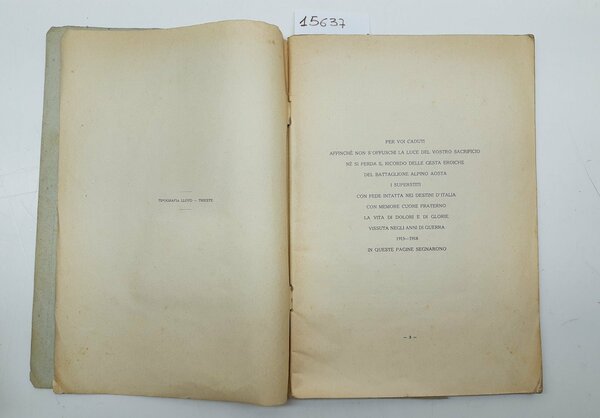 15637
TIPOGRAFIA LLOYD — TRIESTE
PER VOI CADUTI
AFFINCHÈ NON S'OFFUSCHI LA LUCE DEL VOSTRO SACRIFICIO
NÈ SI PERDA IL RICORDO DELLE GESTA EROICHE
DEL BATTAGLIONE ALPINO AOSTA
I SUPERSTITI
CON FEDE INTATTA NEI DESTINI D'ITALIA
CON MEMORE CUORE FRATERNO
LA VITA DI DOLORI E DI GLORIE,
VISSUTA NEGLI ANNI DI GUERRA
1915—1918
IN QUESTE PAGINE SEGNARONO
— 3 —